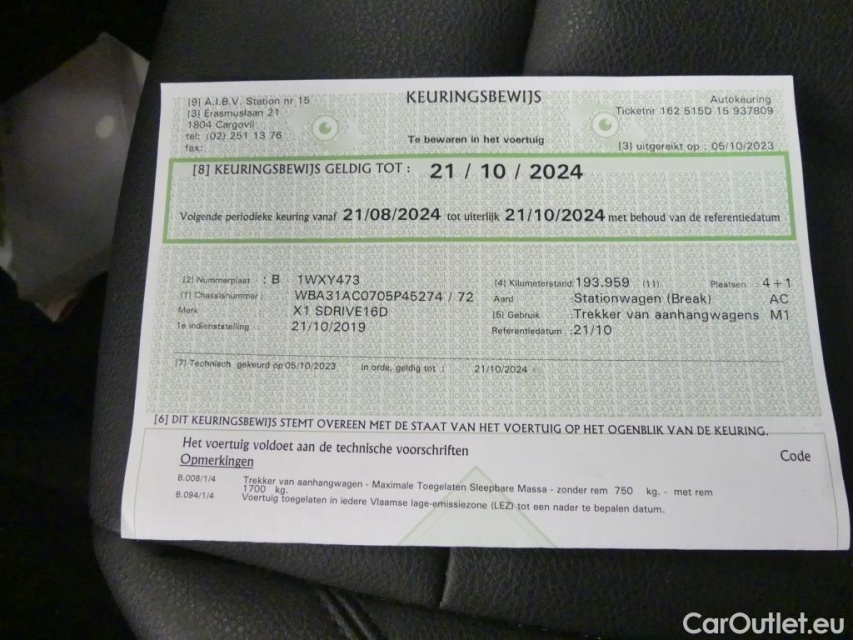 KEURINGSBEWIJS
[9] A.I.B.V. Station nr 15
[3] Erasmuslaan 21
1804 Cargovil
tel: (02) 251 13 76
fax:
Te bewaren in het voertuig
Autokeuring
Ticketnr 162 515D 15 937809
[3] uitgereikt op : 05/10/2023
[8] KEURINGSBEWIJS GELDIG TOT : 21 / 10 / 2024
Volgende periodieke keuring vanaf 21/08/2024 tot uiterlijk 21/10/2024 met behoud van de referentiedatum
[2] Nummerplaat : B 1WXY473
[1] Chassisnummer : WBA31AC0705P45274 / 72
Merk X1 SDRIVE16D
1e indienststelling : 21/10/2019
[4] Kilometerstand: 193.959 (11) Plaatsen : 4+1
Aard Stationwagen (Break) AC
[5] Gebruik :Trekker van aanhangwagens M1
Referentiedatum :21/10
[7] Technisch gekeurd op 05/10/2023 In orde, geldig tot : 21/10/2024
[6] DIT KEURINGSBEWIJS STEMT OVEREEN MET DE STAAT VAN HET VOERTUIG OP HET OGENBLIK VAN DE KEURING.
Het voertuig voldoet aan de technische voorschriften
Opmerkingen
Code
B.008/1/4 Trekker van aanhangwagen - Maximale Toegelaten Sleepbare Massa - zonder rem 750 kg. - met rem
1700 kg.
B.094/1/4 Voertuig toegelaten in iedere Vlaamse lage-emissiezone (LEZ) tot een nader te bepalen datum.
CarOutlet.eu